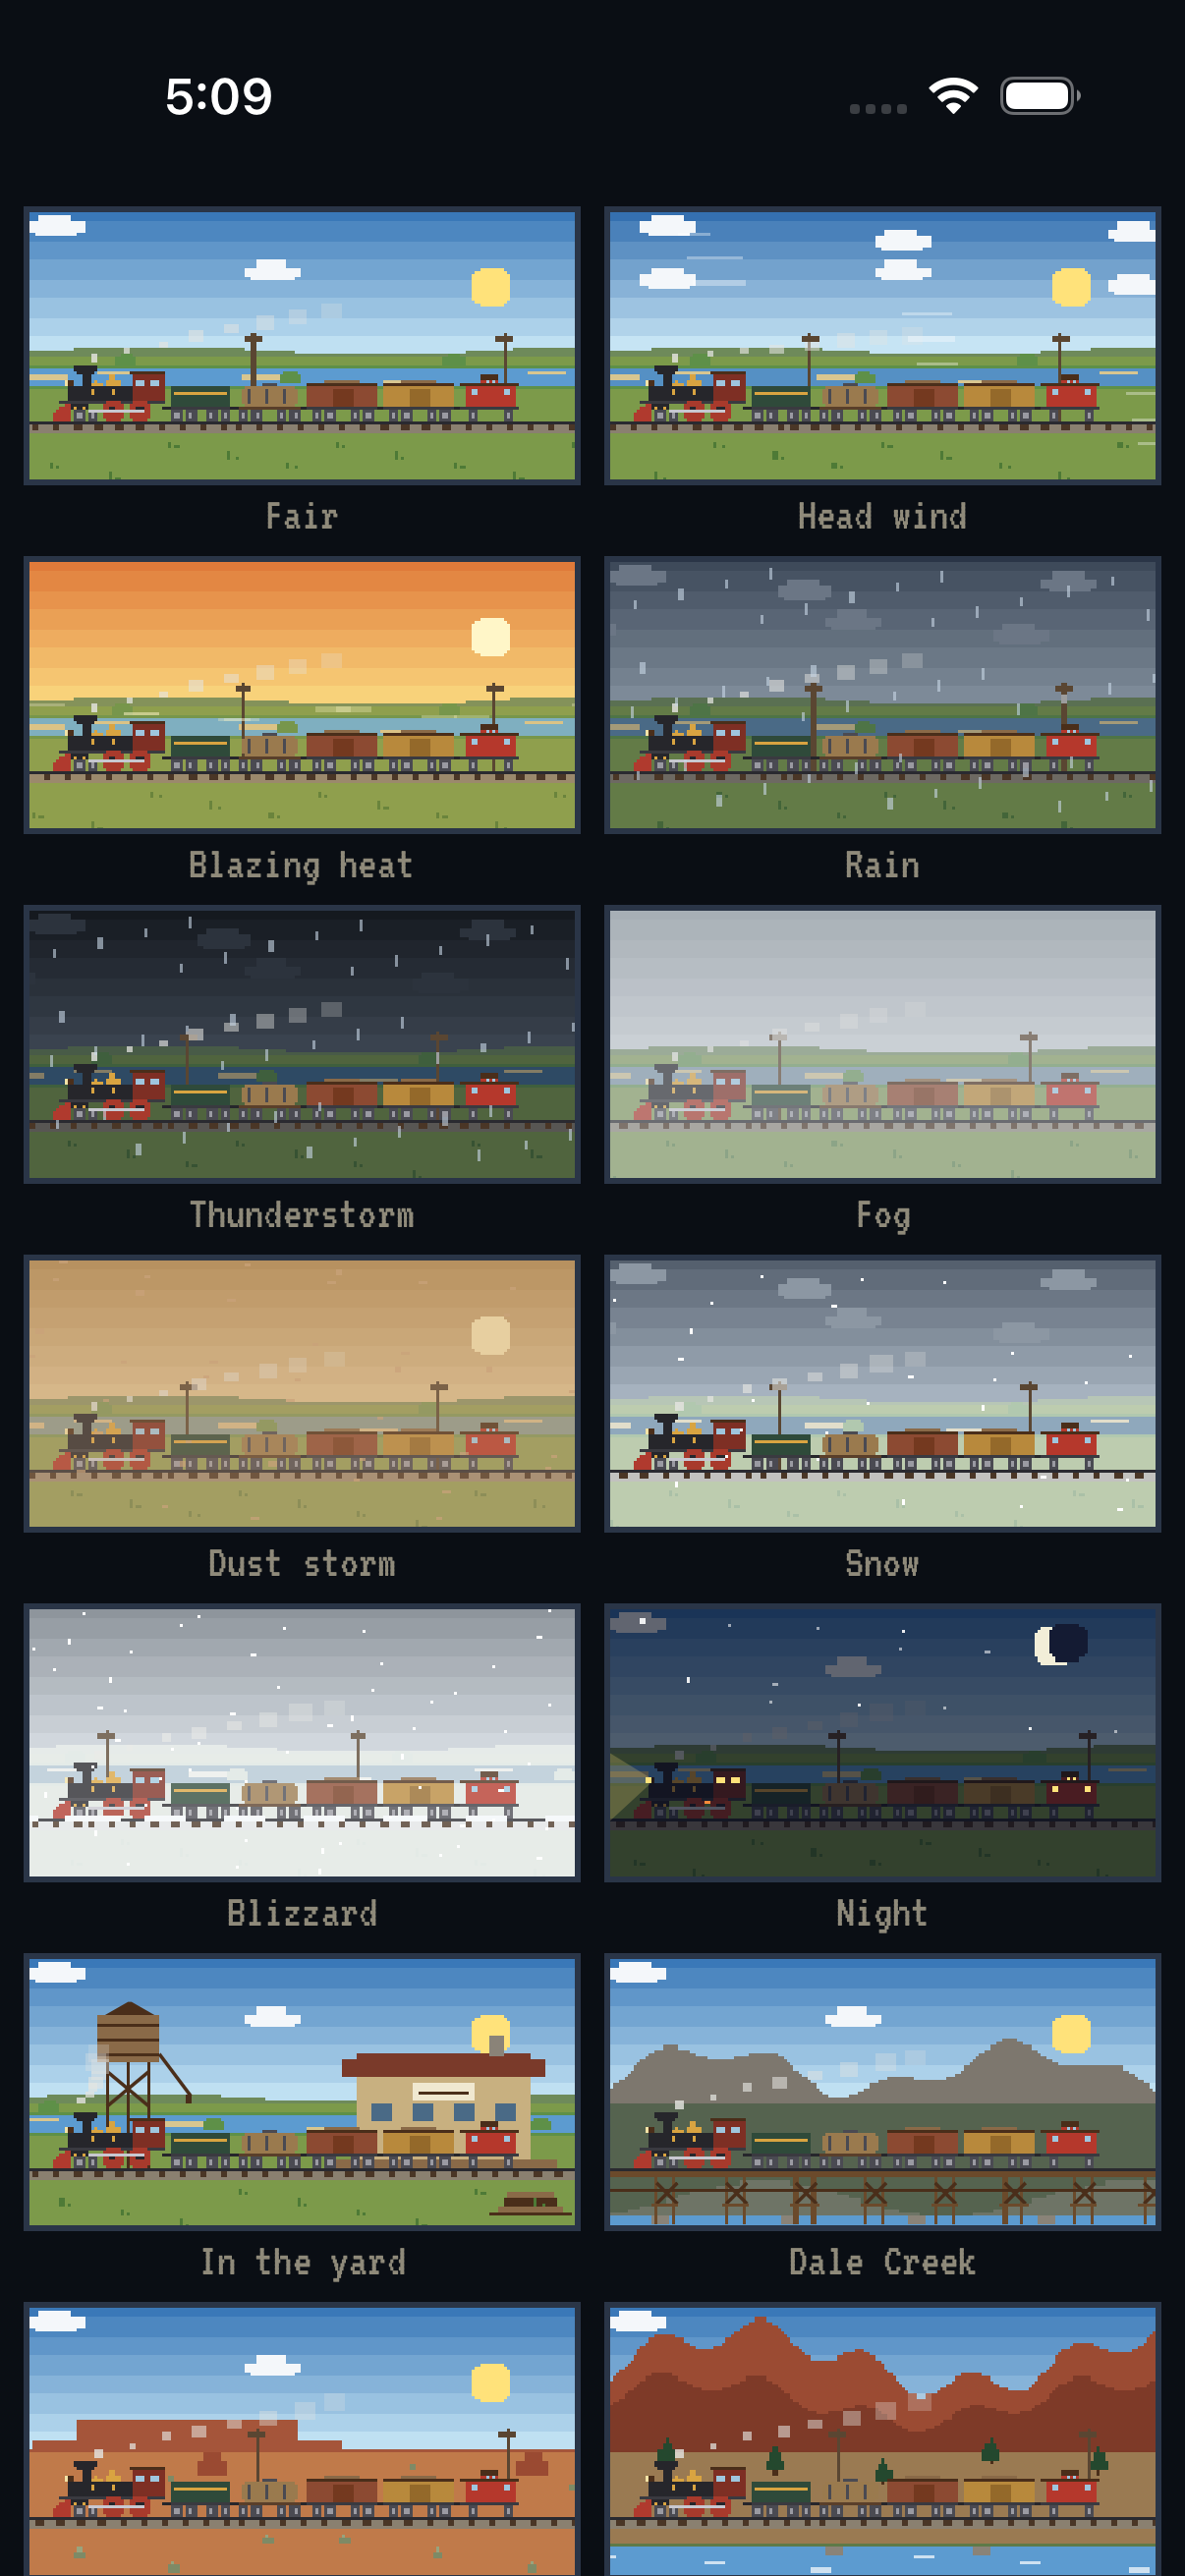 5:09
Fair
Head wind
Blazing heat
Rain
Thunderstorm
Fog
Dust storm
Snow
Blizzard
Night
In the yard
Dale Creek